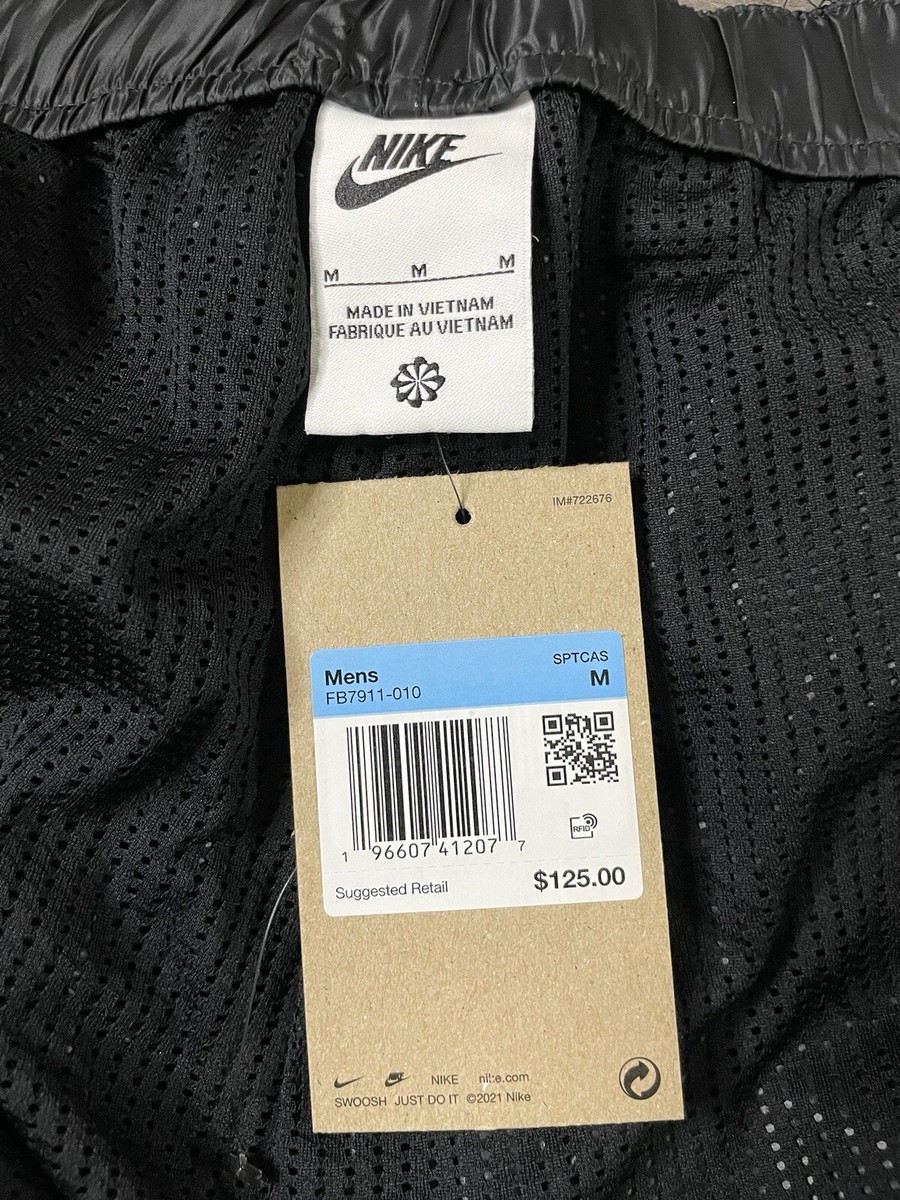 NIKE
M M M
MADE IN VIETNAM
FABRIQUE AU VIETNAM
IM#722676
SPTCAS
Mens M
FB7911-010
RFID
1 96607 41207 7
Suggested Retail $125.00
NIKE nike.com
SWOOSH JUST DO IT ©2021 Nike